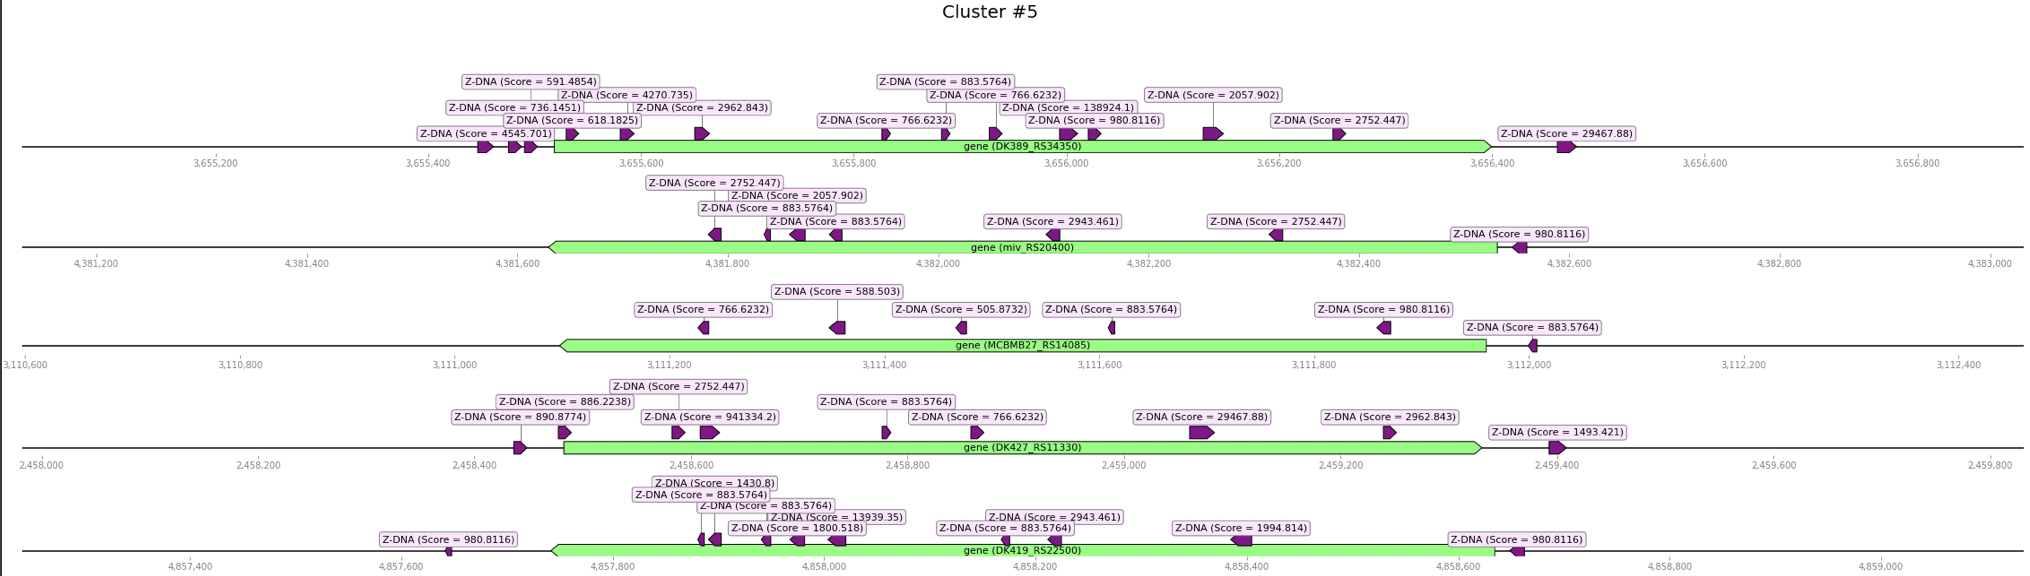 Cluster #5
Z-DNA (Score = 591.4854)
Z-DNA (Score = 883.5764)
Z-DNA (Score = 4270.735)
Z-DNA (Score = 766.6232)
Z-DNA (Score = 2057.902)
Z-DNA (Score = 736.1451)
Z-DNA (Score = 2962.843)
Z-DNA (Score = 138924.1)
Z-DNA (Score = 618.1825)
Z-DNA (Score = 766.6232)
Z-DNA (Score = 980.8116)
Z-DNA (Score = 2752.447)
Z-DNA (Score = 4545.701)
Z-DNA (Score = 29467.88)
gene (DK389_RS34350)
3,655,200 3,655,400 3,655,600 3,655,800 3,656,000 3,656,200 3,656,400 3,656,600 3,656,800
Z-DNA (Score = 2752.447)
Z-DNA (Score = 2057.902)
Z-DNA (Score = 883.5764)
Z-DNA (Score = 883.5764)
Z-DNA (Score = 2943.461)
Z-DNA (Score = 2752.447)
Z-DNA (Score = 980.8116)
gene (miv_RS20400)
4,381,200 4,381,400 4,381,600 4,381,800 4,382,000 4,382,200 4,382,400 4,382,600 4,382,800 4,383,000
Z-DNA (Score = 588.503)
Z-DNA (Score = 766.6232)
Z-DNA (Score = 505.8732)
Z-DNA (Score = 883.5764)
Z-DNA (Score = 980.8116)
Z-DNA (Score = 883.5764)
gene (MCBMB27_RS14085)
3,110,600 3,110,800 3,111,000 3,111,200 3,111,400 3,111,600 3,111,800 3,112,000 3,112,200 3,112,400
Z-DNA (Score = 2752.447)
Z-DNA (Score = 886.2238)
Z-DNA (Score = 883.5764)
Z-DNA (Score = 890.8774)
Z-DNA (Score = 941334.2)
Z-DNA (Score = 766.6232)
Z-DNA (Score = 29467.88)
Z-DNA (Score = 2962.843)
Z-DNA (Score = 1493.421)
gene (DK427_RS11330)
2,458,000 2,458,200 2,458,400 2,458,600 2,458,800 2,459,000 2,459,200 2,459,400 2,459,600 2,459,800
Z-DNA (Score = 1430.8)
Z-DNA (Score = 883.5764)
Z-DNA (Score = 883.5764)
Z-DNA (Score = 13939.35)
Z-DNA (Score = 2943.461)
Z-DNA (Score = 1800.518)
Z-DNA (Score = 883.5764)
Z-DNA (Score = 1994.814)
Z-DNA (Score = 980.8116)
Z-DNA (Score = 980.8116)
gene (DK419_RS22500)
4,857,400 4,857,600 4,857,800 4,858,000 4,858,200 4,858,400 4,858,600 4,858,800 4,859,000